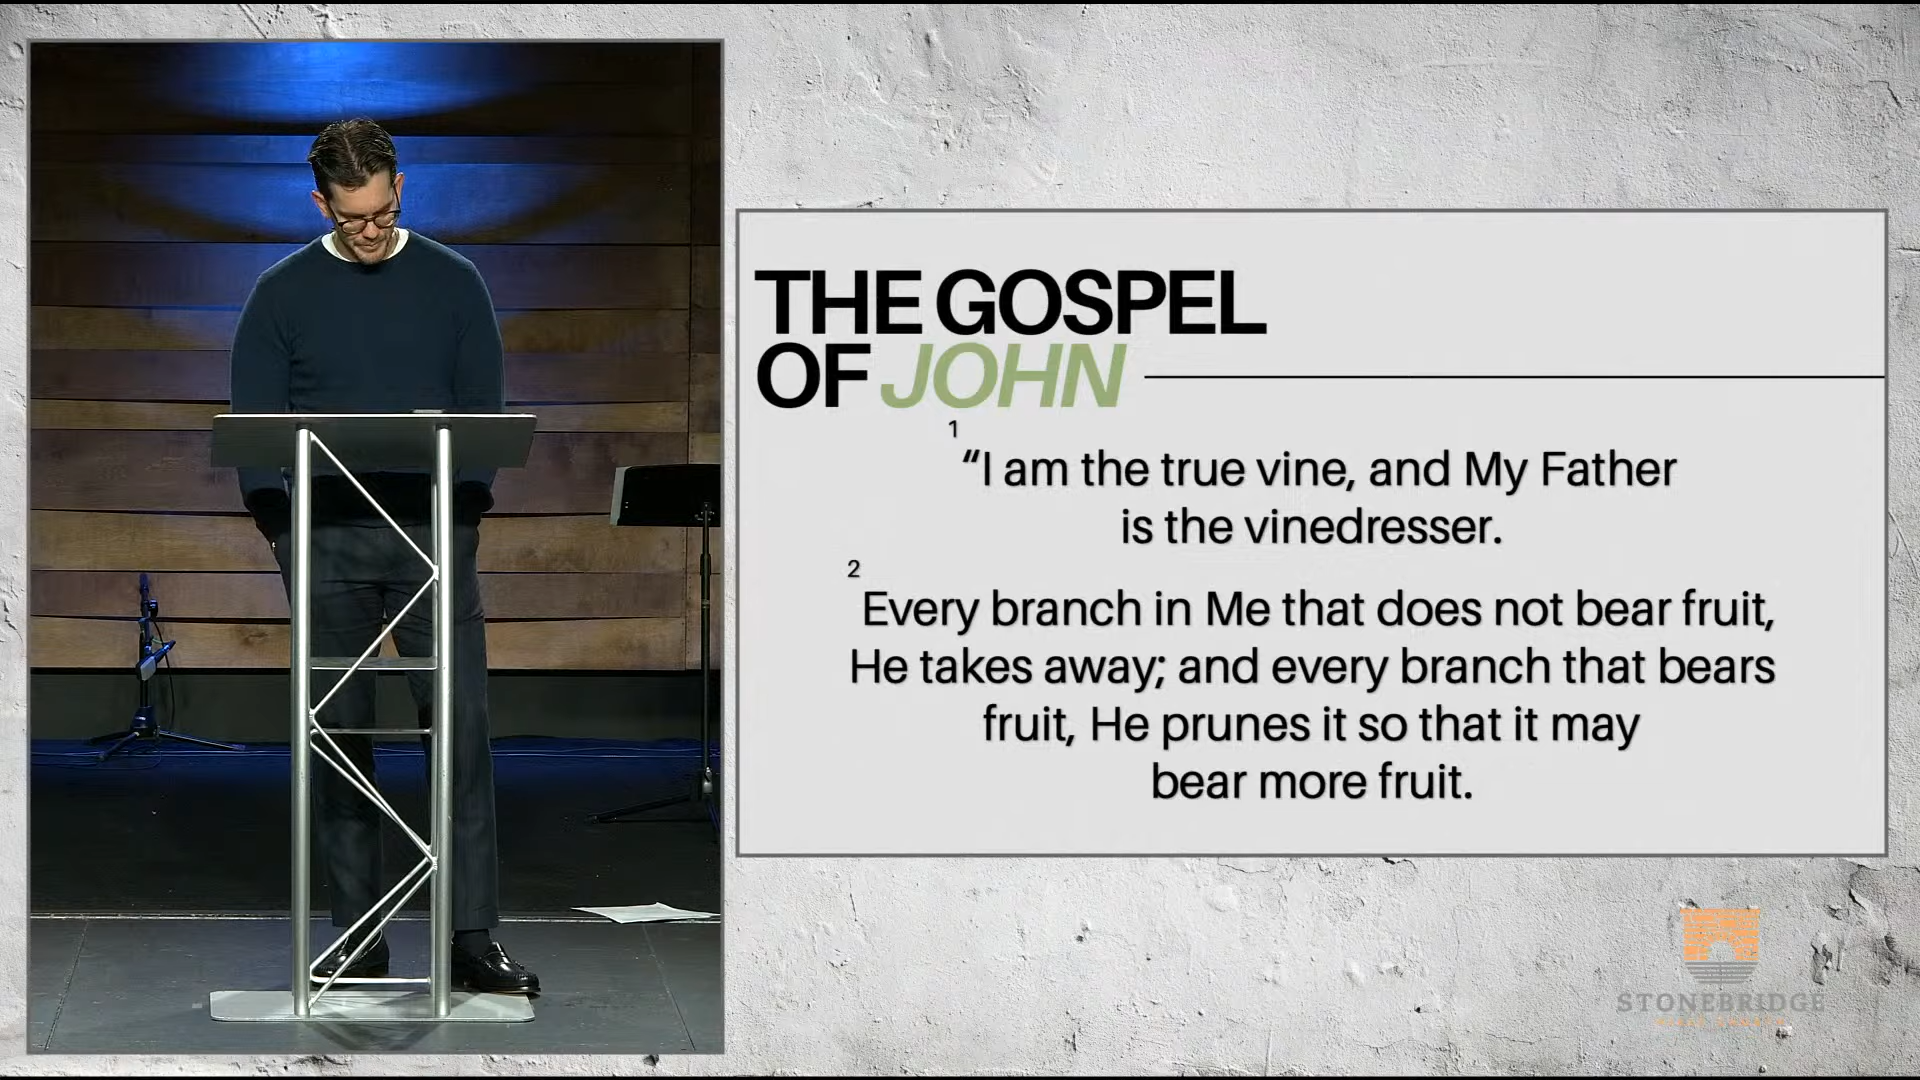 THE GOSPEL
OF JOHN
1
“I am the true vine, and My Father
is the vinedresser.
2
Every branch in Me that does not bear fruit,
He takes away; and every branch that bears
fruit, He prunes it so that it may
bear more fruit.
STONEBRIDGE